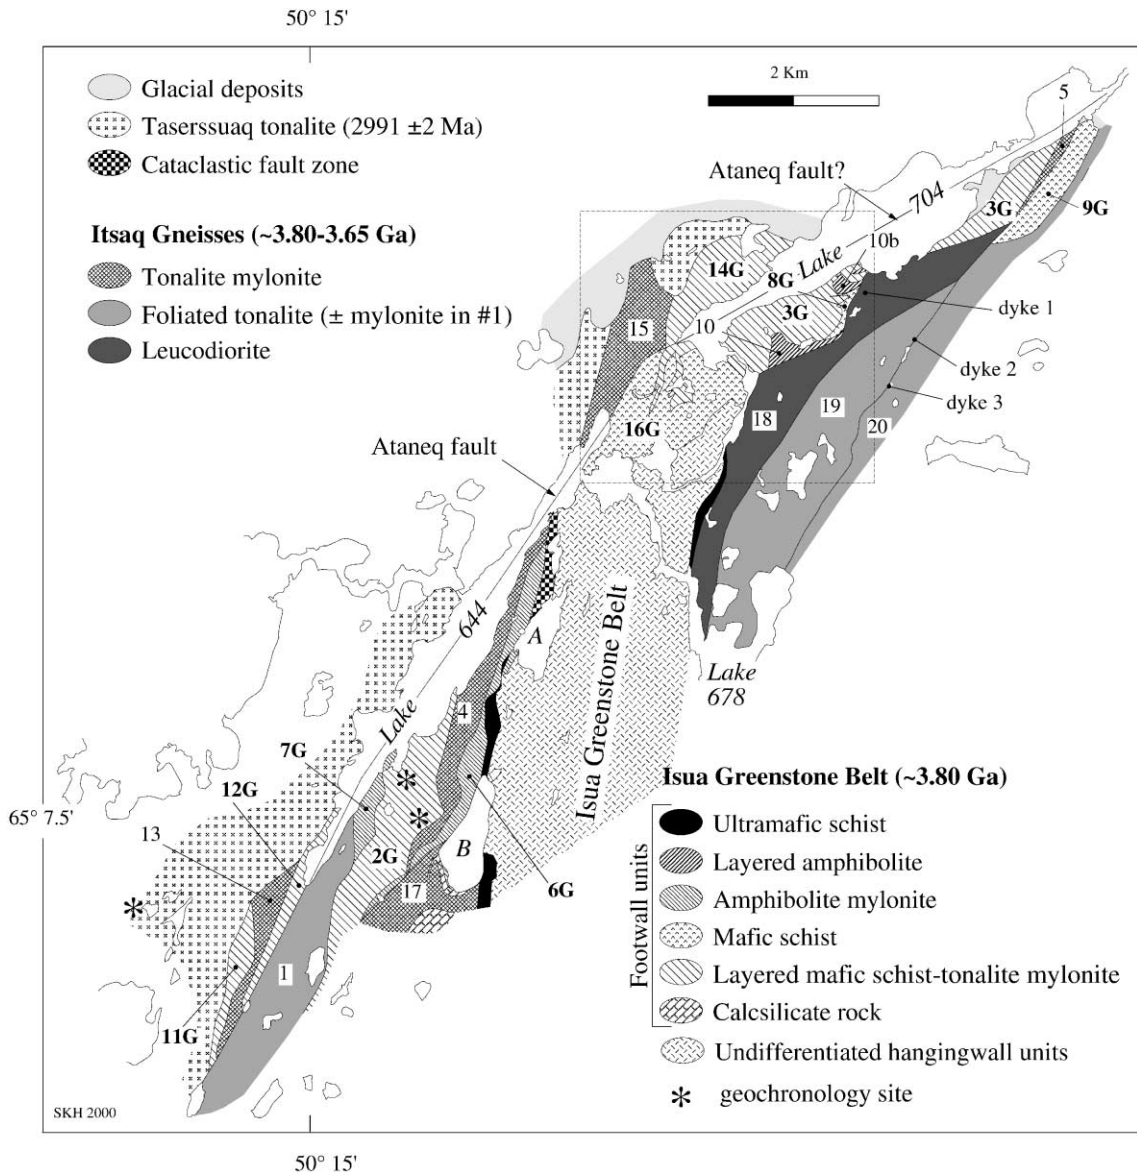 50° 15'
Glacial deposits
Taserssuaq tonalite (2991 ±2 Ma)
Cataclastic fault zone
Itsaq Gneisses (~3.80-3.65 Ga)
Tonalite mylonite
Foliated tonalite (± mylonite in #1)
Leucodiorite
2 Km
5
Ataneq fault?
704
Lake
3G
9G
10b
14G
8G
15
10
3G
dyke 1
dyke 2
dyke 3
16G
18
19
20
Ataneq fault
644
Lake
A
Isua Greenstone Belt
Lake
678
4
7G
12G
65° 7.5'
13
2G
B
17
6G
1
11G
Isua Greenstone Belt (~3.80 Ga)
Footwall units
Ultramafic schist
Layered amphibolite
Amphibolite mylonite
Mafic schist
Layered mafic schist-tonalite mylonite
Calcsilicate rock
Undifferentiated hangingwall units
* geochronology site
SKH 2000
50° 15'